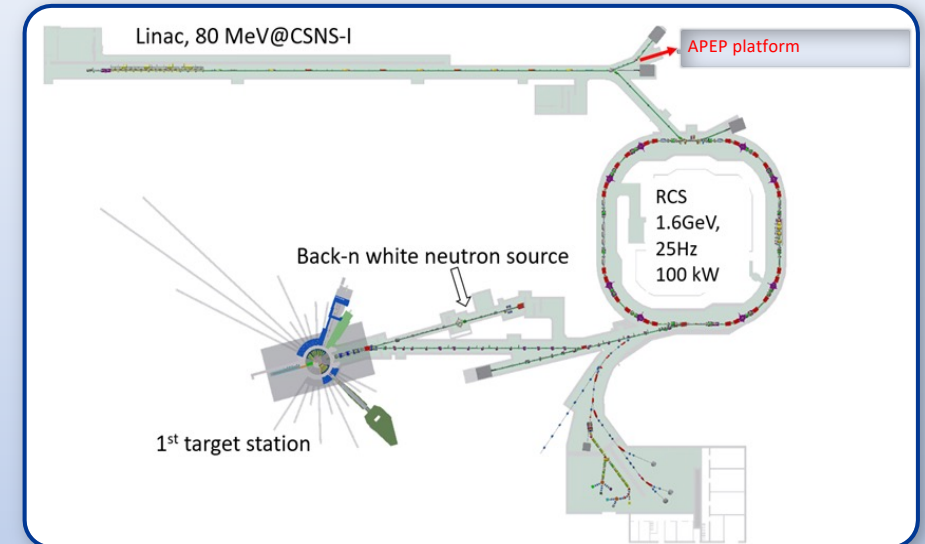 Linac, 80 MeV@CSNS-I
APEP platform
RCS
1.6GeV,
25Hz
100 kW
Back-n white neutron source
1st target station